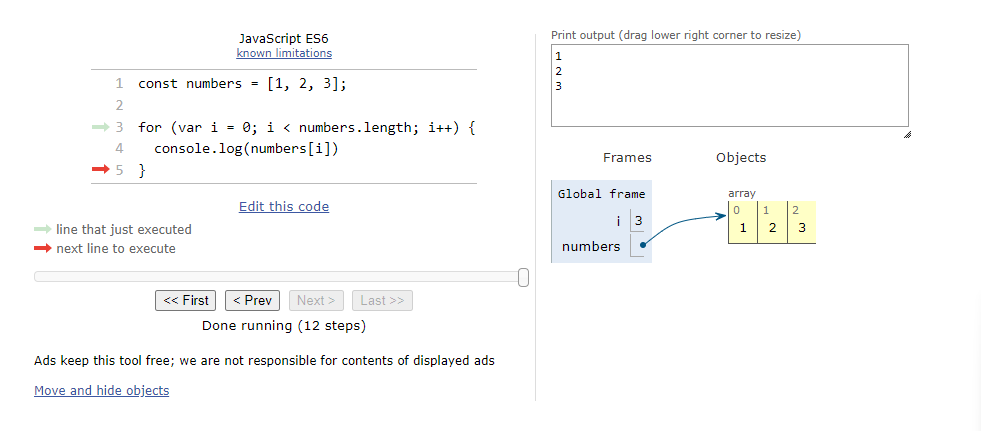 JavaScript ES6
known limitations
1 const numbers = [1, 2, 3];
2
3 for (var i = 0; i < numbers.length; i++) {
4   console.log(numbers[i])
5 }
Edit this code
line that just executed
next line to execute
<< First < Prev Next > Last >>
Done running (12 steps)
Ads keep this tool free; we are not responsible for contents of displayed ads
Move and hide objects
Print output (drag lower right corner to resize)
1
2
3
Frames Objects
Global frame
i 3
numbers
array
0 1 2
1 2 3